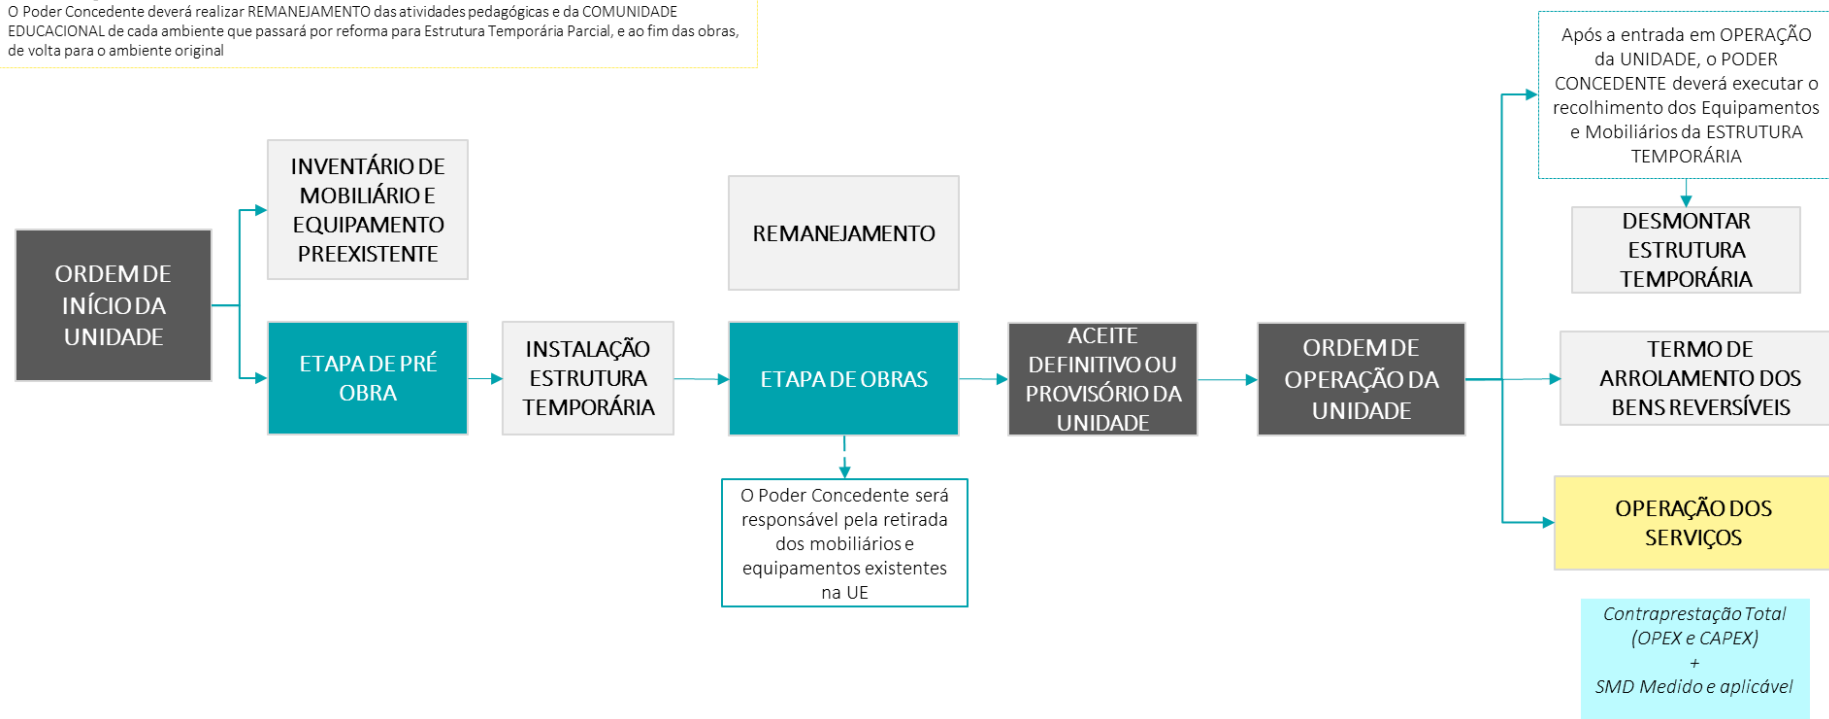 O Poder Concedente deverá realizar REMANEJAMENTO das atividades pedagógicas e da COMUNIDADE
EDUCACIONAL de cada ambiente que passará por reforma para Estrutura Temporária Parcial, e ao fim das obras,
de volta para o ambiente original
ORDEM DE
INÍCIO DA
UNIDADE
INVENTÁRIO DE
MOBILIÁRIO E
EQUIPAMENTO
PREEXISTENTE
ETAPA DE PRÉ
OBRA
INSTALAÇÃO
ESTRUTURA
TEMPORÁRIA
REMANEJAMENTO
ETAPA DE OBRAS
O Poder Concedente será
responsável pela retirada
dos mobiliários e
equipamentos existentes
na UE
ACEITE
DEFINITIVO OU
PROVISÓRIO DA
UNIDADE
ORDEM DE
OPERAÇÃO DA
UNIDADE
Após a entrada em OPERAÇÃO
da UNIDADE, o PODER
CONCEDENTE deverá executar o
recolhimento dos Equipamentos
e Mobiliários da ESTRUTURA
TEMPORÁRIA
DESMONTAR
ESTRUTURA
TEMPORÁRIA
TERMO DE
ARROLAMENTO DOS
BENS REVERSÍVEIS
OPERAÇÃO DOS
SERVIÇOS
Contraprestação Total
(OPEX e CAPEX)
+
SMD Medido e aplicável